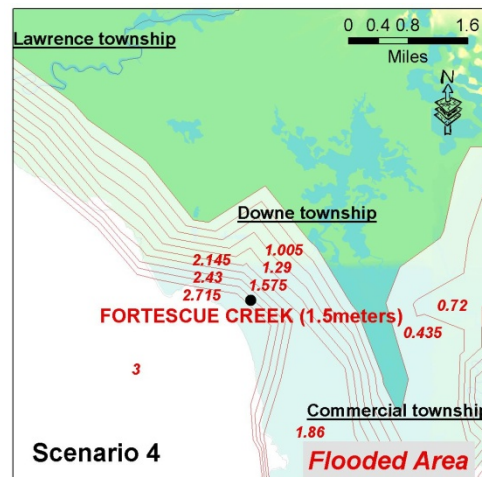 Lawrence township
0 0.4 0.8 1.6
Miles
N
Downe township
1.005
2.145
1.29
2.43
1.575
2.715
FORTESCUE CREEK (1.5meters)
0.72
0.435
3
Commercial township
1.86
Scenario 4
Flooded Area